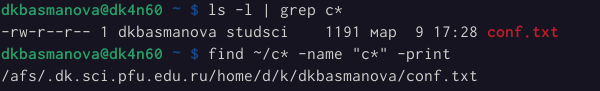 dkbasmanova@dk4n60 ~ $ ls -l | grep c*
-rw-r--r-- 1 dkbasmanova studsci    1191 мар  9 17:28 conf.txt
dkbasmanova@dk4n60 ~ $ find ~/c* -name "c*" -print
/afs/.dk.sci.pfu.edu.ru/home/d/k/dkbasmanova/conf.txt